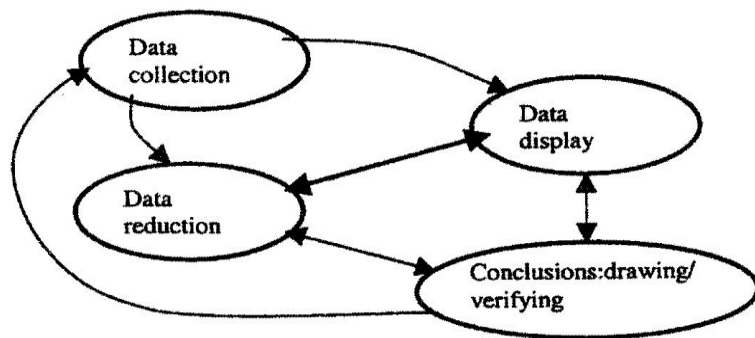 Data
collection
Data
display
Data
reduction
Conclusions:drawing/
verifying